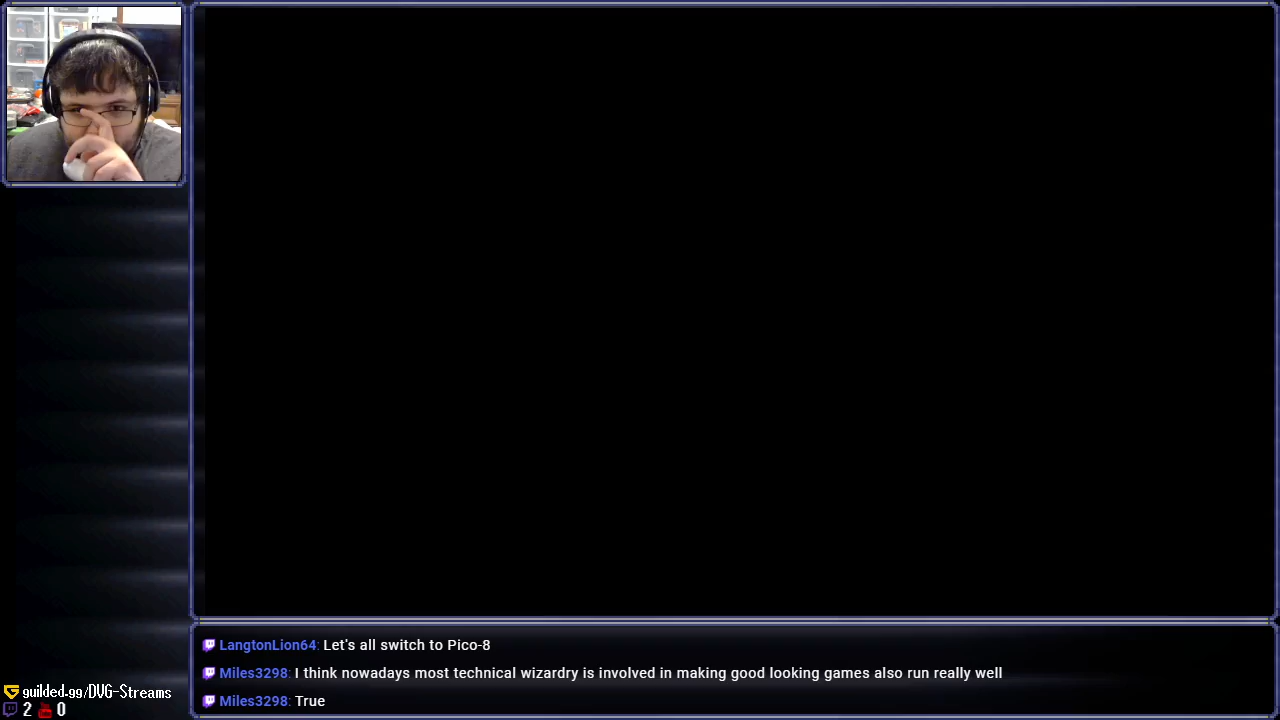 LangtonLion64: Let's all switch to Pico-8
Miles3298: I think nowadays most technical wizardry is involved in making good looking games also run really well
Miles3298: True
guilded.gg/DVG-Streams
2 0